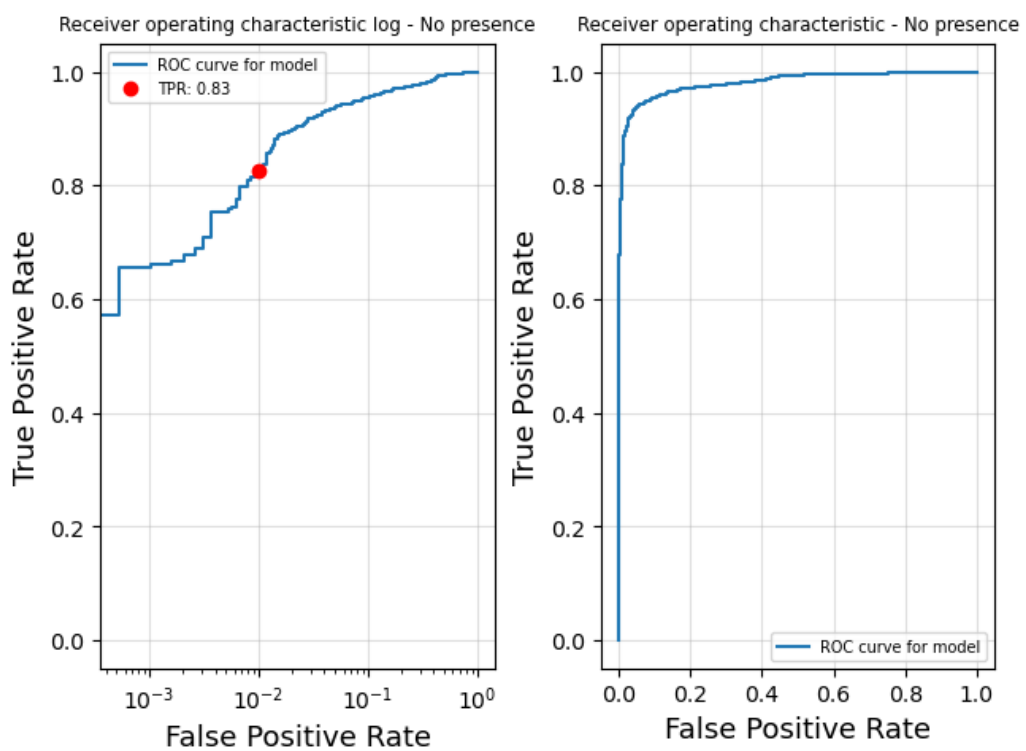 Receiver operating characteristic log - No presence
ROC curve for model
TPR: 0.83
True Positive Rate
1.0
0.8
0.6
0.4
0.2
0.0
10⁻³ 10⁻² 10⁻¹ 10⁰
False Positive Rate
Receiver operating characteristic - No presence
True Positive Rate
1.0
0.8
0.6
0.4
0.2
0.0
ROC curve for model
0.0 0.2 0.4 0.6 0.8 1.0
False Positive Rate